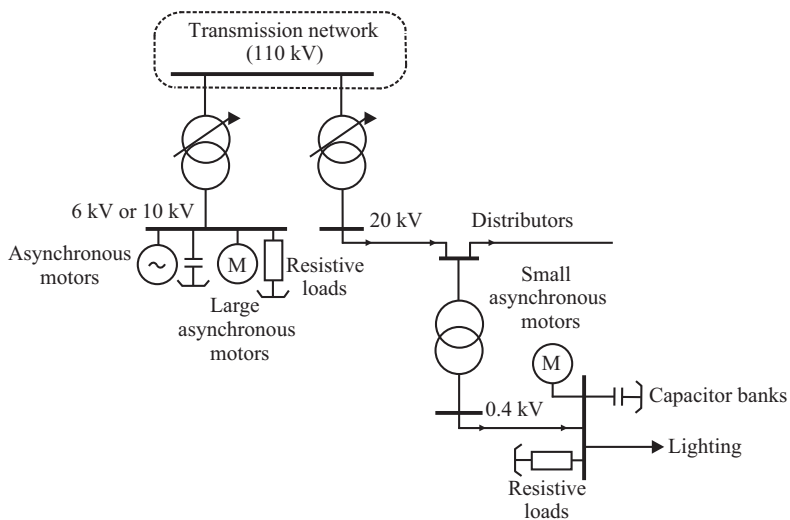 Transmission network
(110 kV)
6 kV or 10 kV
20 kV
Distributors
Asynchronous
motors
M
Resistive
loads
Large
asynchronous
motors
Small
asynchronous
motors
M
0.4 kV
Capacitor banks
Lighting
Resistive
loads